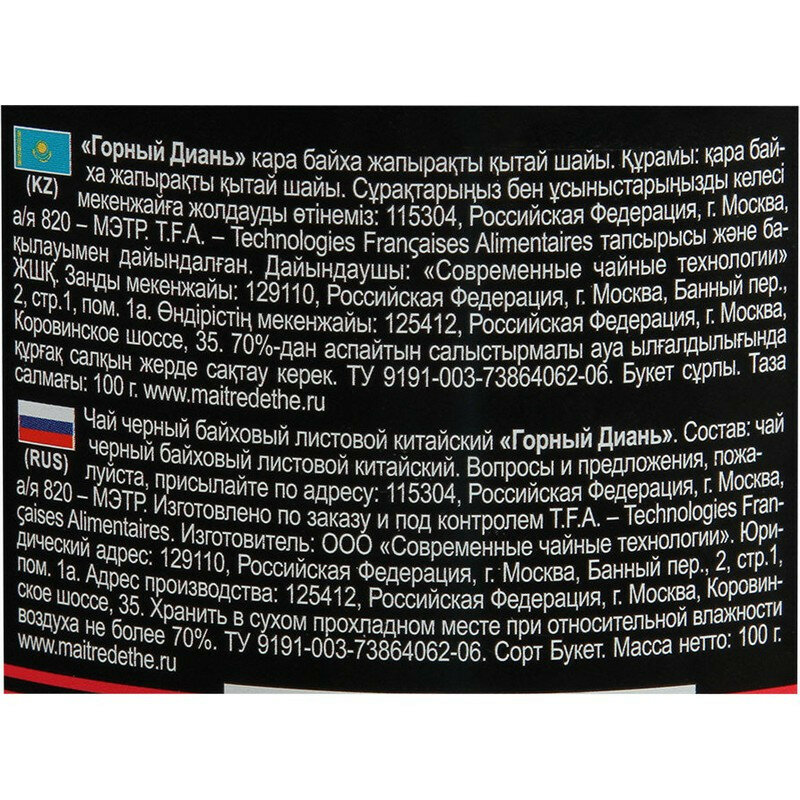 «Горный Диань» кара байха жапырақты қытай шайы. Құрамы: қара бай-
(KZ) ха жапырақты қытай шайы. Сұрақтарыңыз бен ұсыныстарыңызды келесі
мекенжайға жолдауды өтінеміз: 115304, Российская Федерация, г. Москва,
а/я 820 – МЭТР. T.F.A. – Technologies Françaises Alimentaires тапсырысы және ба-
қылауымен дайындалған. Дайындаушы: «Современные чайные технологии»
ЖШҚ. Заңды мекенжайы: 129110, Российская Федерация, г. Москва, Банный пер.,
2, стр.1, пом. 1а. Өндірістің мекенжайы: 125412, Российская Федерация, г. Москва,
Коровинское шоссе, 35. 70%-дан аспайтын салыстырмалы ауа ылғалдылығында
құрғақ салқын жерде сақтау керек. ТУ 9191-003-73864062-06. Букет сұрпы. Таза
салмағы: 100 г. www.maitredethe.ru
Чай черный байховый листовой китайский «Горный Диань». Состав: чай
(RUS) черный байховый листовой китайский. Вопросы и предложения, пожа-
луйста, присылайте по адресу: 115304, Российская Федерация, г. Москва,
а/я 820 – МЭТР. Изготовлено по заказу и под контролем T.F.A. – Technologies Fran-
çaises Alimentaires. Изготовитель: ООО «Современные чайные технологии». Юри-
дический адрес: 129110, Российская Федерация, г. Москва, Банный пер., 2, стр.1,
пом. 1а. Адрес производства: 125412, Российская Федерация, г. Москва, Коровин-
ское шоссе, 35. Хранить в сухом прохладном месте при относительной влажности
воздуха не более 70%. ТУ 9191-003-73864062-06. Сорт Букет. Масса нетто: 100 г.
www.maitredethe.ru